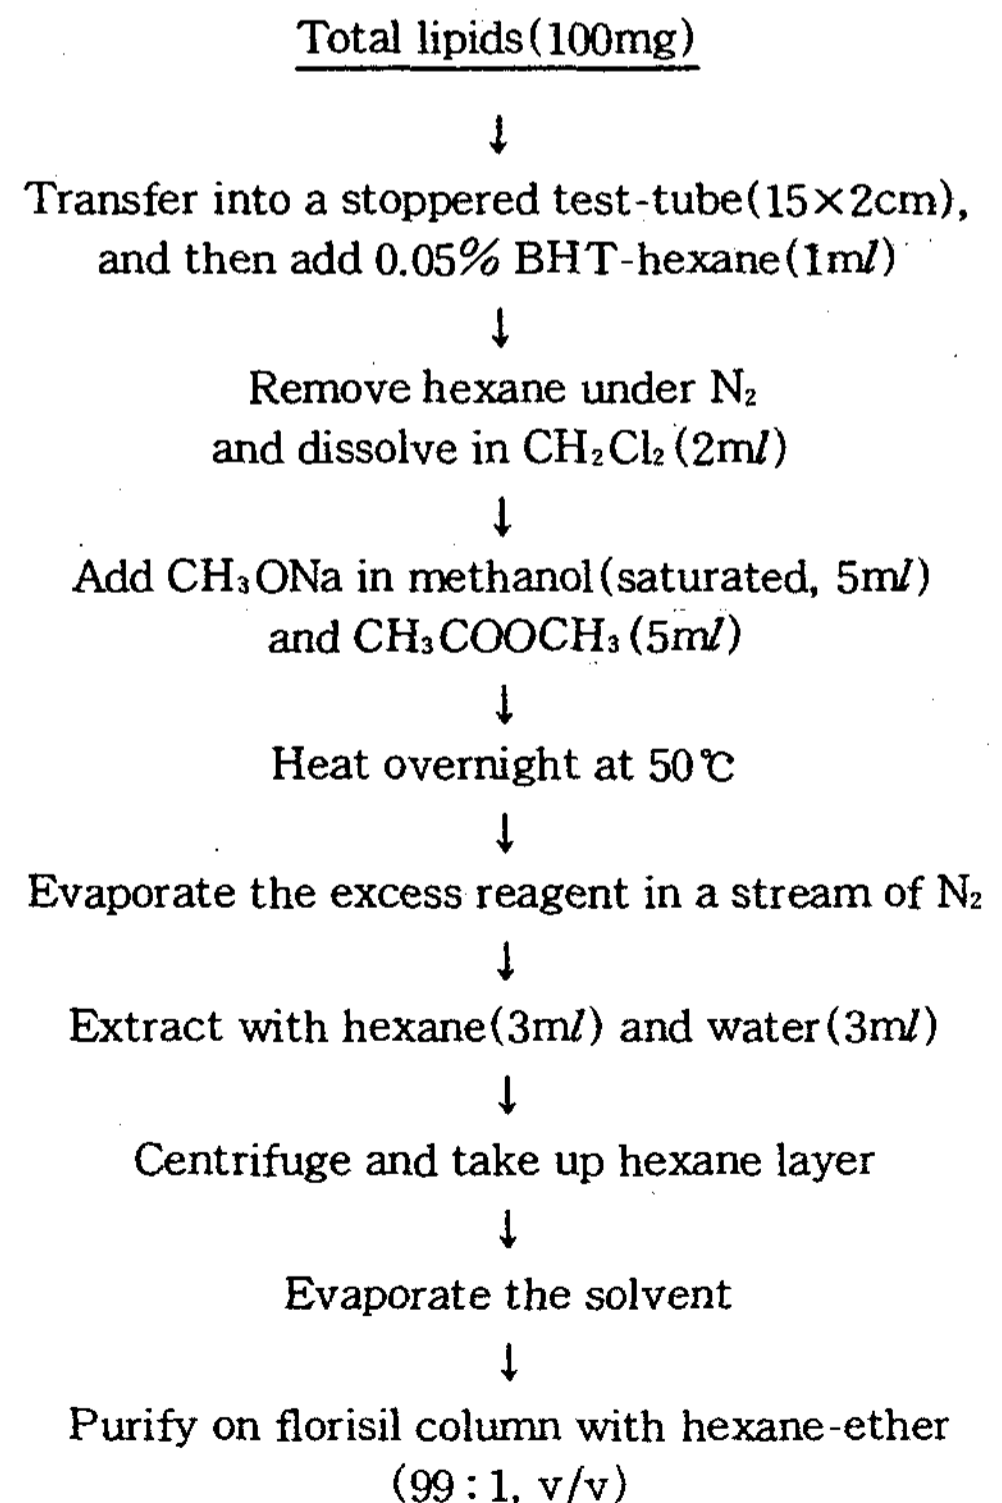 Total lipids(100mg)
↓
Transfer into a stoppered test-tube(15×2cm),
and then add 0.05% BHT-hexane(1ml)
↓
Remove hexane under N₂
and dissolve in CH₂Cl₂(2ml)
↓
Add CH₃ONa in methanol(saturated, 5ml)
and CH₃COOCH₃(5ml)
↓
Heat overnight at 50℃
↓
Evaporate the excess reagent in a stream of N₂
↓
Extract with hexane(3ml) and water(3ml)
↓
Centrifuge and take up hexane layer
↓
Evaporate the solvent
↓
Purify on florisil column with hexane-ether
(99 : 1, v/v)